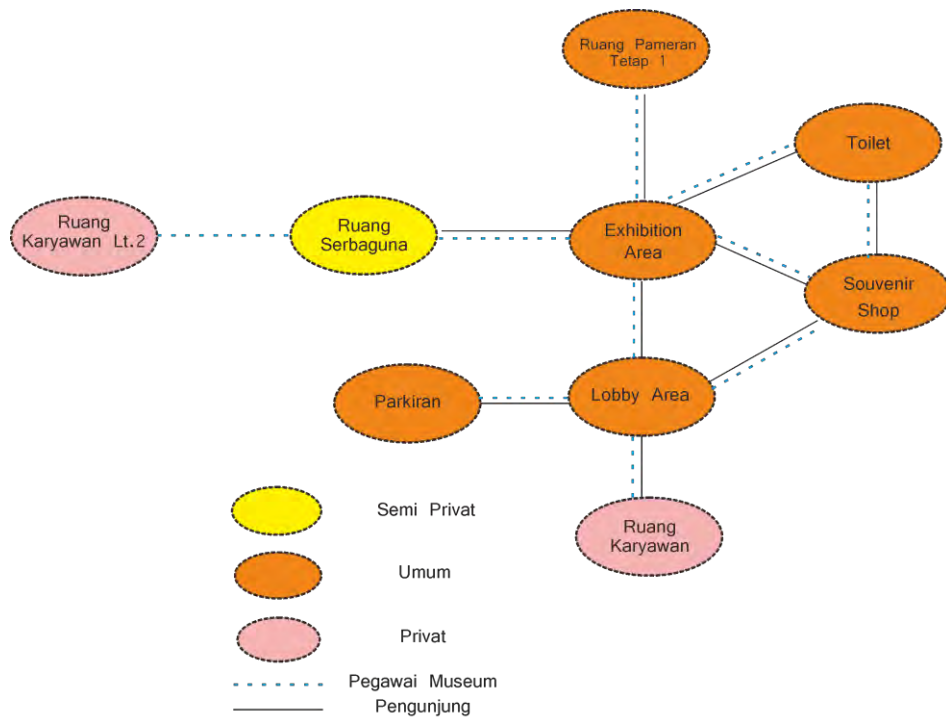 Ruang Pameran
Tetap 1
Toilet
Ruang
Karyawan Lt.2
Ruang
Serbaguna
Exhibition
Area
Souvenir
Shop
Parkiran
Lobby Area
Ruang
Karyawan
Semi Privat
Umum
Privat
Pegawai Museum
Pengunjung